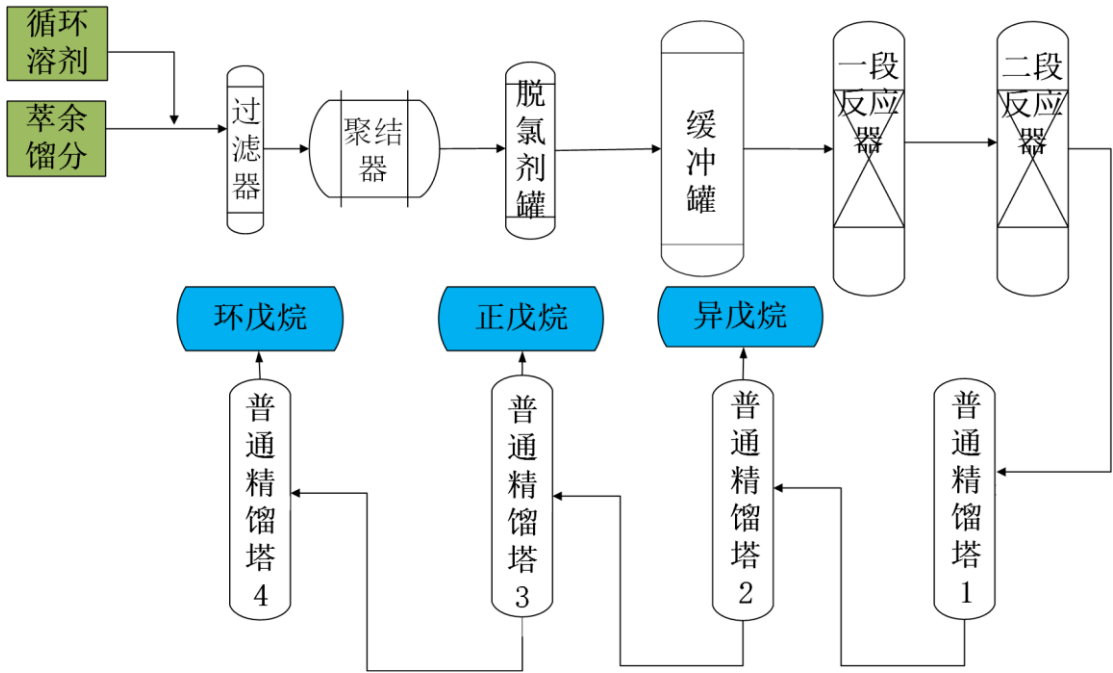 循环
溶剂
萃余
馏分
过滤器
聚结
器
脱氯剂罐
缓冲罐
一段
反应
器
二段
反应
器
环戊烷
正戊烷
异戊烷
普通精馏塔4
普通精馏塔3
普通精馏塔2
普通精馏塔1